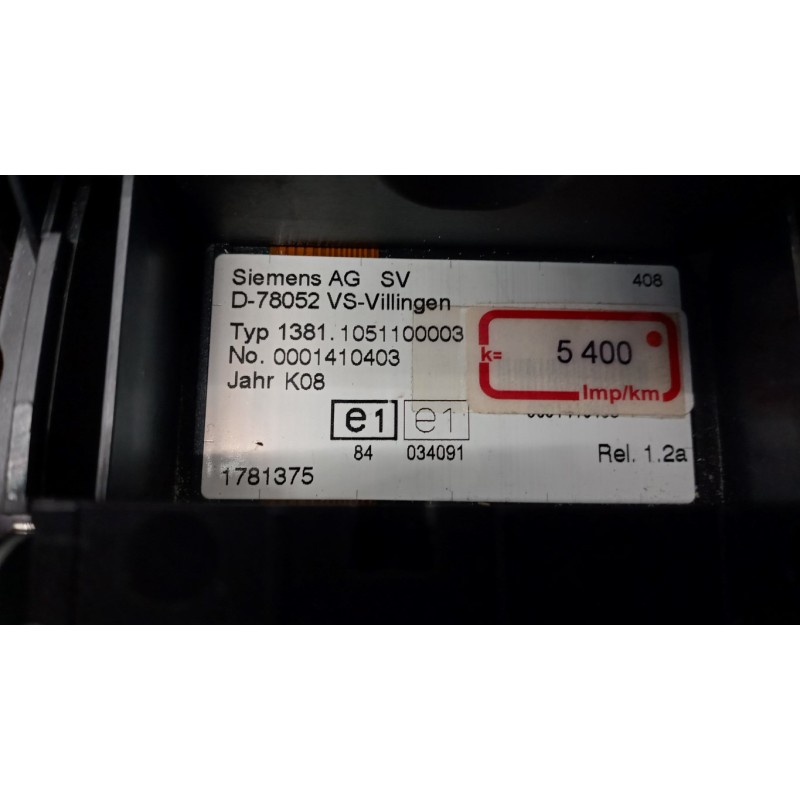 Siemens AG SV 408
D-78052 VS-Villingen
Typ 1381.1051100003
No. 0001410403
Jahr K08
k= 5 400
Imp/km
e1 e1
84 034091
Rel. 1.2a
1781375